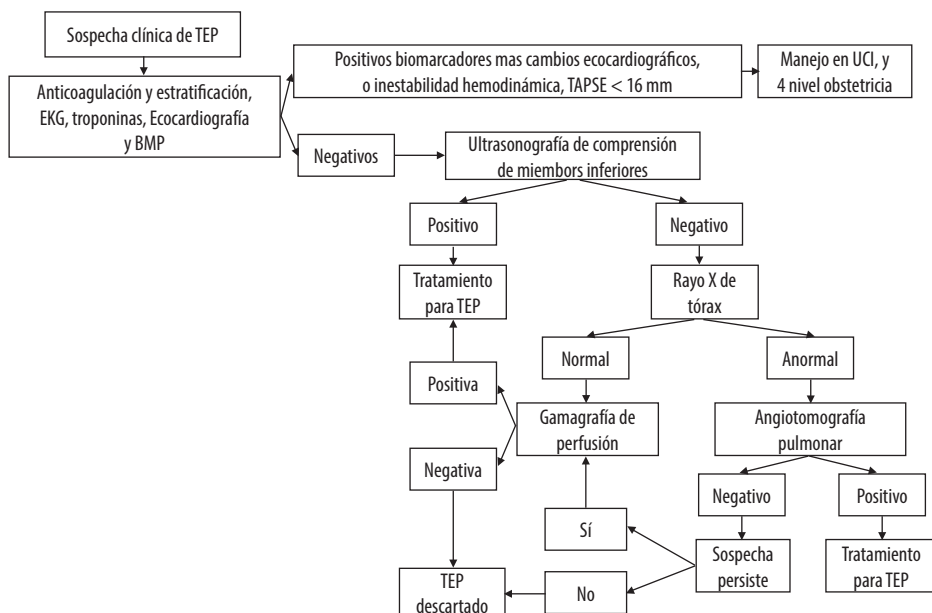 Sospecha clínica de TEP
Positivos biomarcadores mas cambios ecocardiográficos,
o inestabilidad hemodinámica, TAPSE < 16 mm
Manejo en UCI, y
4 nivel obstetricia
Anticoagulación y estratificación,
EKG, troponinas, Ecocardiografía
y BMP
Negativos
Ultrasonografía de comprensión
de miembors inferiores
Positivo
Negativo
Tratamiento
para TEP
Rayo X de
tórax
Normal
Anormal
Positiva
Gamagrafía de
perfusión
Angiotomografía
pulmonar
Negativa
Negativo
Positivo
Sí
Sospecha
persiste
Tratamiento
para TEP
TEP
descartado
No